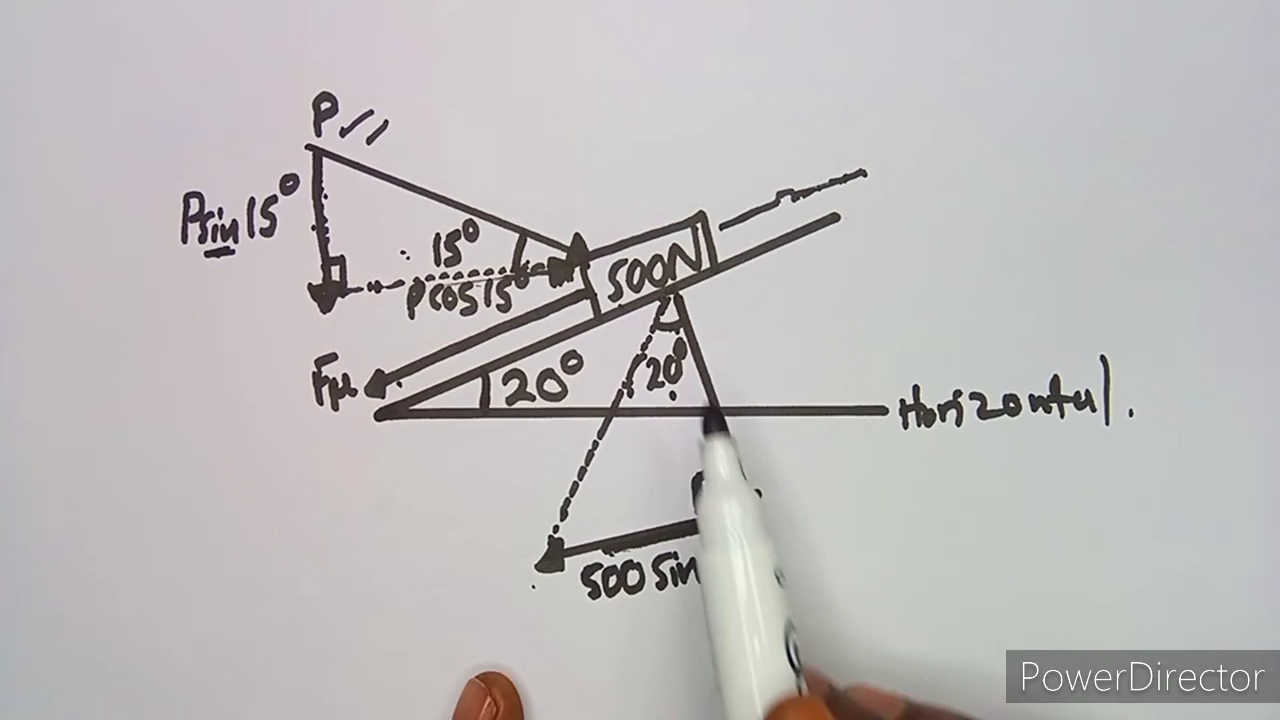 P
Psin15°
15°
Pcos15°
500N
Fμ
20°
20°
Horizontal.
500 Sin
PowerDirector